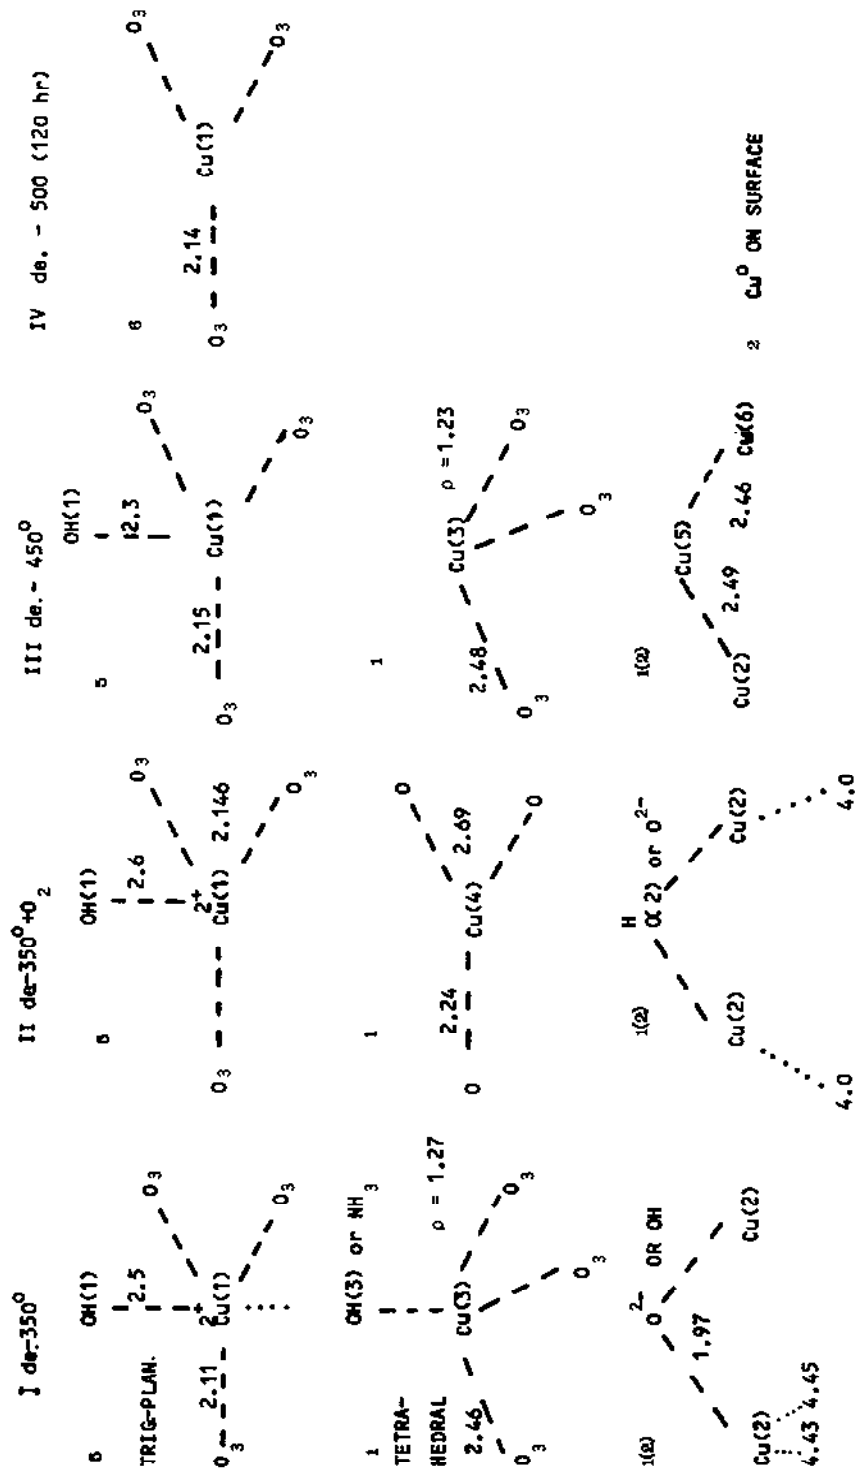 I de-350°
5
TRIG-PLAN.
OH(1)
2.5
2+
Cu(1)
2.11
O3
O3
O3
1
TETRA-
HEDRAL
OH(3) or NH3
Cu(3)
ρ = 1.27
2.46
O3
O3
O3
1(2)
O2- OR OH
1.97
Cu(2)
Cu(2)
4.43 4.45
II de-350°+O2
5
OH(1)
2.6
2+
Cu(1)
2.146
O3
O3
O3
1
O
2.24
Cu(4)
2.69
O
O
1(2)
H
O(2) or O2-
Cu(2)
Cu(2)
4.0
4.0
III de.- 450°
5
OH(1)
2.3
Cu(1)
2.15
O3
O3
O3
1
Cu(3)
ρ = 1.23
2.48
O3
O3
O3
1(2)
Cu(5)
2.49
2.46
Cu(2)
Cu(6)
IV de. - 500 (120 hr)
6
O3
2.14
Cu(1)
O3
O3
2 Cu° ON SURFACE